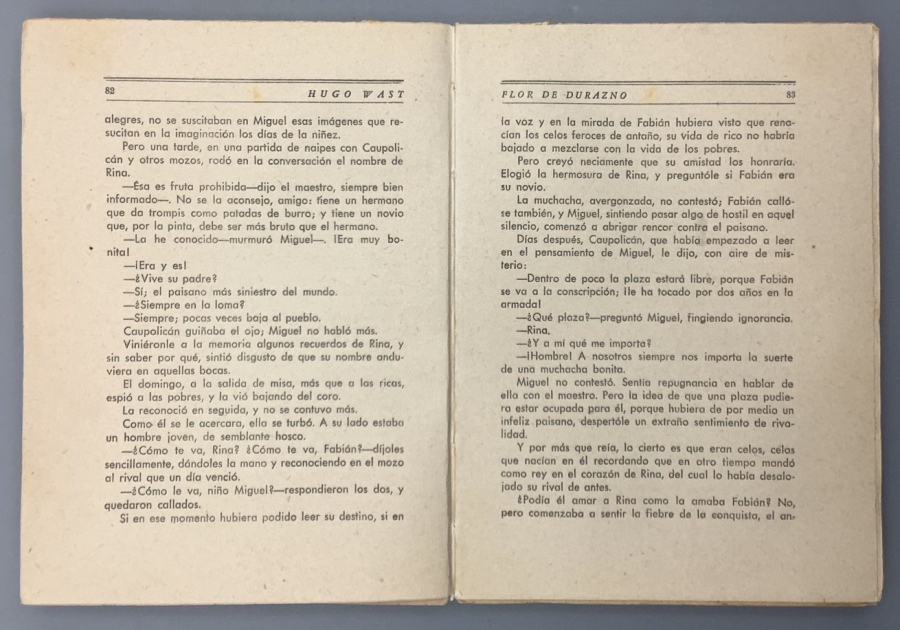 82
HUGO WAST
alegres, no se suscitaban en Miguel esas imágenes que re-
sucitan en la imaginación los días de la niñez.
Pero una tarde, en una partida de naipes con Caupoli-
cán y otros mozos, rodó en la conversación el nombre de
Rina.
—Ésa es fruta prohibida—dijo el maestro, siempre bien
informado—. No se la aconsejo, amigo: tiene un hermano
que da trompis como patadas de burro; y tiene un novio
que, por la pinta, debe ser más bruto que el hermano.
—La he conocido—murmuró Miguel—. ¡Era muy bo-
nita!
—¡Era y es!
—¿Vive su padre?
—Sí; el paisano más siniestro del mundo.
—¿Siempre en la loma?
—Siempre; pocas veces baja al pueblo.
Caupolicán guiñaba el ojo; Miguel no habló más.
Viniéronle a la memoria algunos recuerdos de Rina, y
sin saber por qué, sintió disgusto de que su nombre andu-
viera en aquellas bocas.
El domingo, a la salida de misa, más que a las ricas,
espió a las pobres, y la vió bajando del coro.
La reconoció en seguida, y no se contuvo más.
Como él se le acercara, ella se turbó. A su lado estaba
un hombre joven, de semblante hosco.
—¿Cómo te va, Rina? ¿Cómo te va, Fabián?—díjoles
sencillamente, dándoles la mano y reconociendo en el mozo
al rival que un día venció.
—¿Cómo le va, niño Miguel?—respondieron los dos, y
quedaron callados.
Si en ese momento hubiera podido leer su destino, si en
FLOR DE DURAZNO
83
la voz y en la mirada de Fabián hubiera visto que rena-
cían los celos feroces de antaño, su vida de rico no habría
bajado a mezclarse con la vida de los pobres.
Pero creyó neciamente que su amistad los honraría.
Elogió la hermosura de Rina, y preguntóle si Fabián era
su novio.
La muchacha, avergonzada, no contestó; Fabián calló-
se también, y Miguel, sintiendo pasar algo de hostil en aquel
silencio, comenzó a abrigar rencor contra el paisano.
Días después, Caupolicán, que había empezado a leer
en el pensamiento de Miguel, le dijo, con aire de mis-
terio:
—Dentro de poco la plaza estará libre, porque Fabián
se va a la conscripción; ¡le ha tocado por dos años en la
armada!
—¿Qué plaza?—preguntó Miguel, fingiendo ignorancia.
—Rina.
—¿Y a mí qué me importa?
—¡Hombre! A nosotros siempre nos importa la suerte
de una muchacha bonita.
Miguel no contestó. Sentía repugnancia en hablar de
ella con el maestro. Pero la idea de que una plaza pudie-
ra estar ocupada para él, porque hubiera de por medio un
infeliz paisano, despertóle un extraño sentimiento de riva-
lidad.
Y por más que reía, lo cierto es que eran celos, celos
que nacían en él recordando que en otro tiempo mandó
como rey en el corazón de Rina, del cual lo había desalo-
jado su rival de antes.
¿Podía él amar a Rina como la amaba Fabián? No,
pero comenzaba a sentir la fiebre de la conquista, el an-